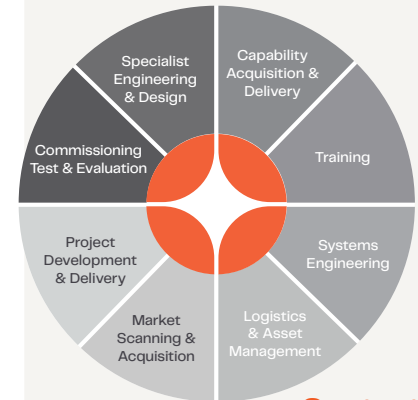 Specialist
Engineering
& Design
Capability
Acquisition &
Delivery
Training
Systems
Engineering
Logistics
& Asset
Management
Market
Scanning &
Acquisition
Project
Development
& Delivery
Commissioning
Test & Evaluation